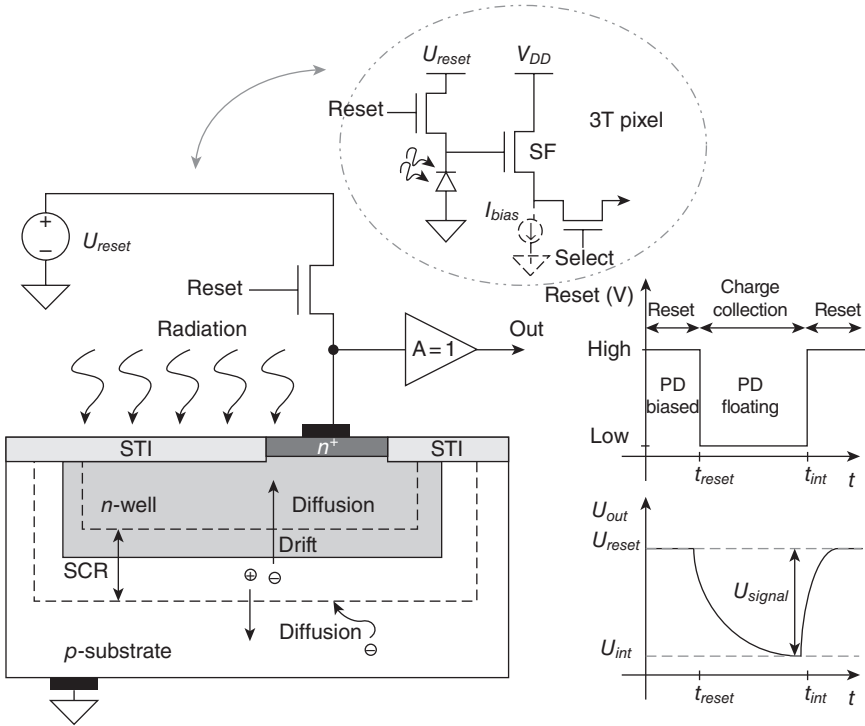 U_reset
V_DD
Reset
3T pixel
SF
I_bias
Select
+
−
U_reset
Reset
Radiation
A = 1
Out
STI
n+
STI
n-well
Diffusion
Drift
SCR
+
−
Diffusion
−
p-substrate
Reset (V)
Charge
collection
Reset
Reset
High
PD
biased
PD
floating
Low
t_reset
t_int
t
U_out
U_reset
U_signal
U_int
t_reset
t_int
t